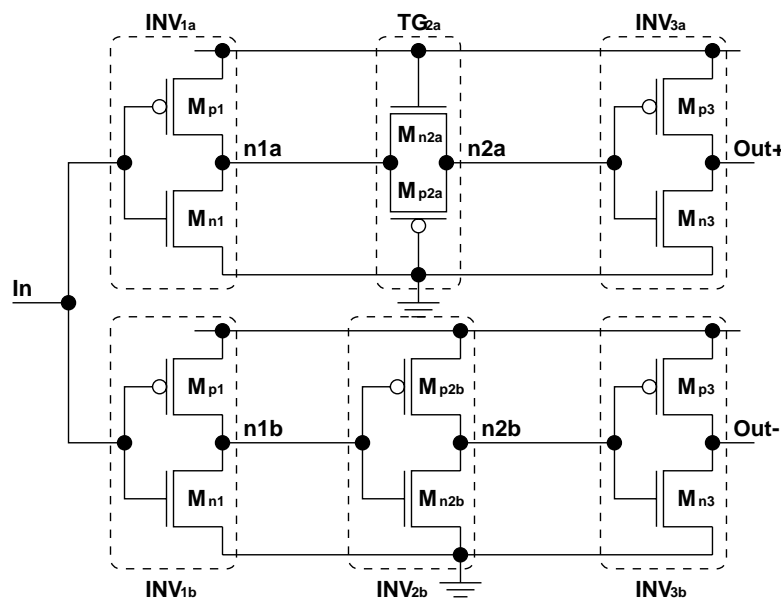 INV1a TG2a INV3a
Mp1 Mn2a Mp3
n1a n2a Out+
Mn1 Mp2a Mn3
In
Mp1 Mp2b Mp3
n1b n2b Out-
Mn1 Mn2b Mn3
INV1b INV2b INV3b